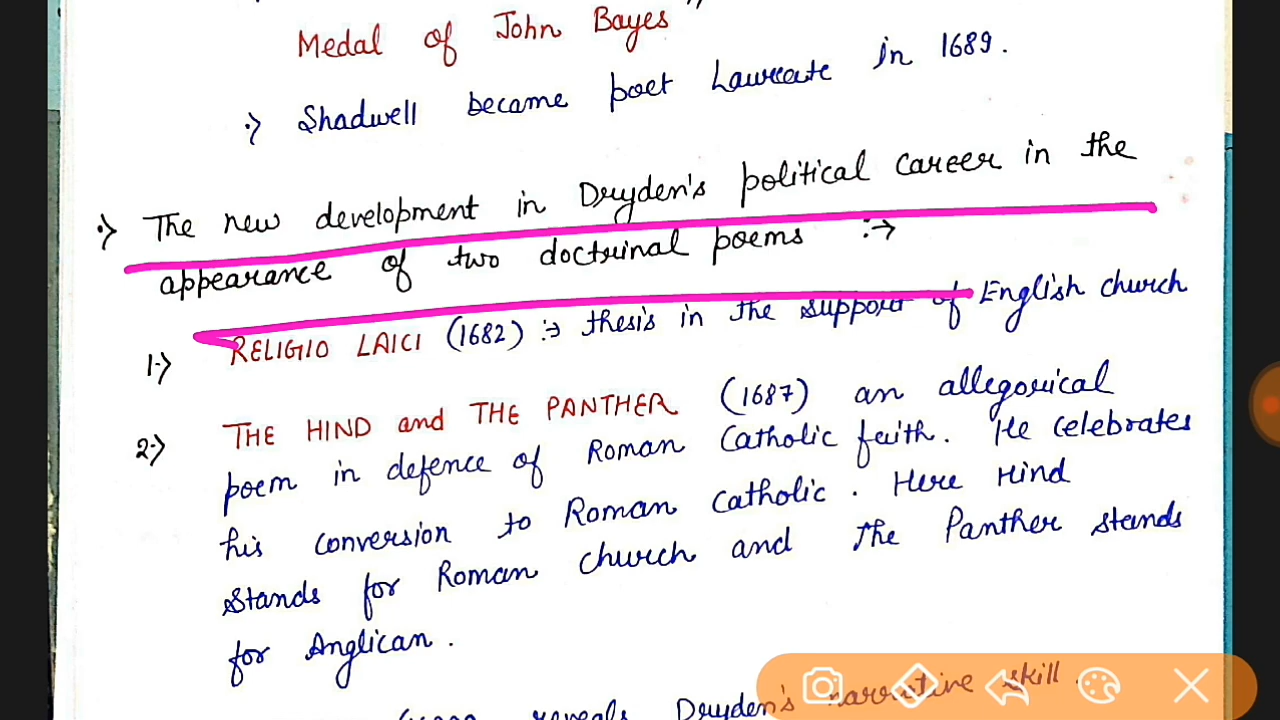 Medal of John Bayes"
·> Shadwell became poet Laureate in 1689.
·> The new development in Dryden's political career in the
appearance of two doctrinal poems :→
1·) RELIGIO LAICI (1682) :→ thesis in the support of English church
2·) THE HIND and THE PANTHER (1687) an allegorical
poem in defence of Roman Catholic faith. He celebrates
his conversion to Roman Catholic. Here Hind
stands for Roman church and the Panther stands
for Anglican.
reveals Dryden's narrative skill.